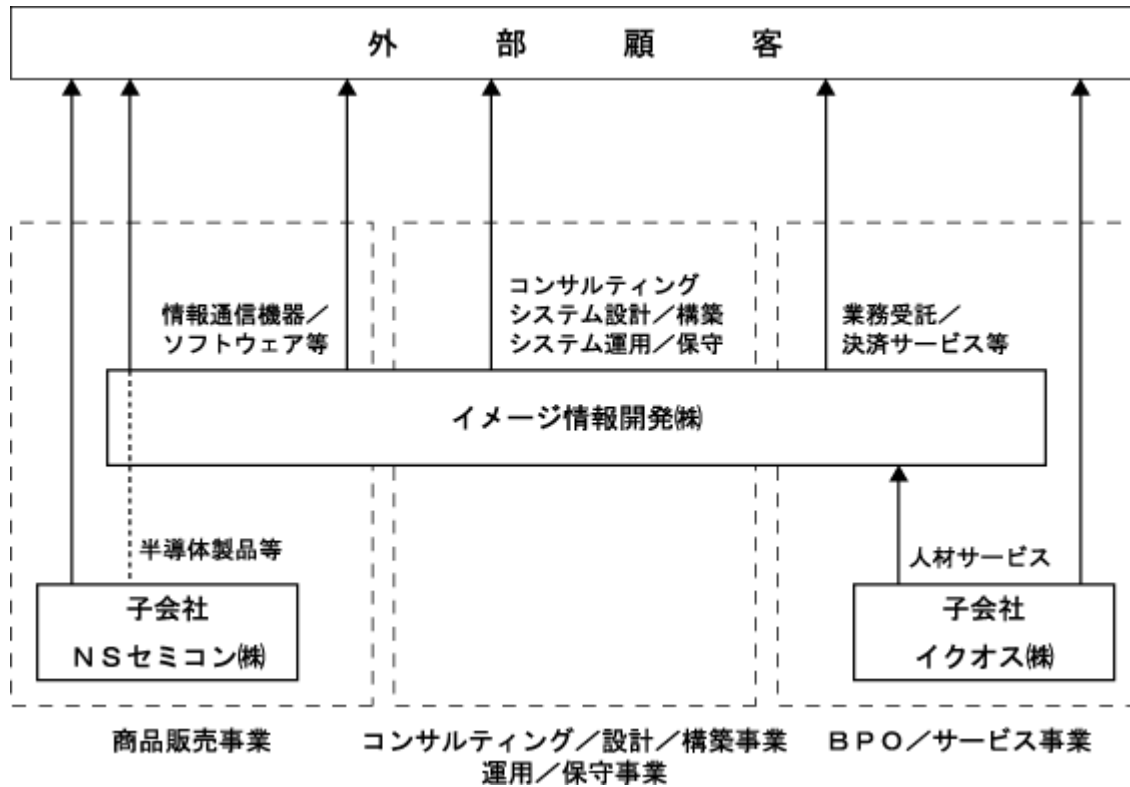 外部顧客
コンサルティング
情報通信機器／
システム設計／構築
業務受託／
ソフトウェア等
システム運用／保守
決済サービス等
イメージ情報開発㈱
半導体製品等
人材サービス
子会社
ＮＳセミコン㈱
子会社
イクオス㈱
商品販売事業
コンサルティング／設計／構築事業
運用／保守事業
ＢＰＯ／サービス事業